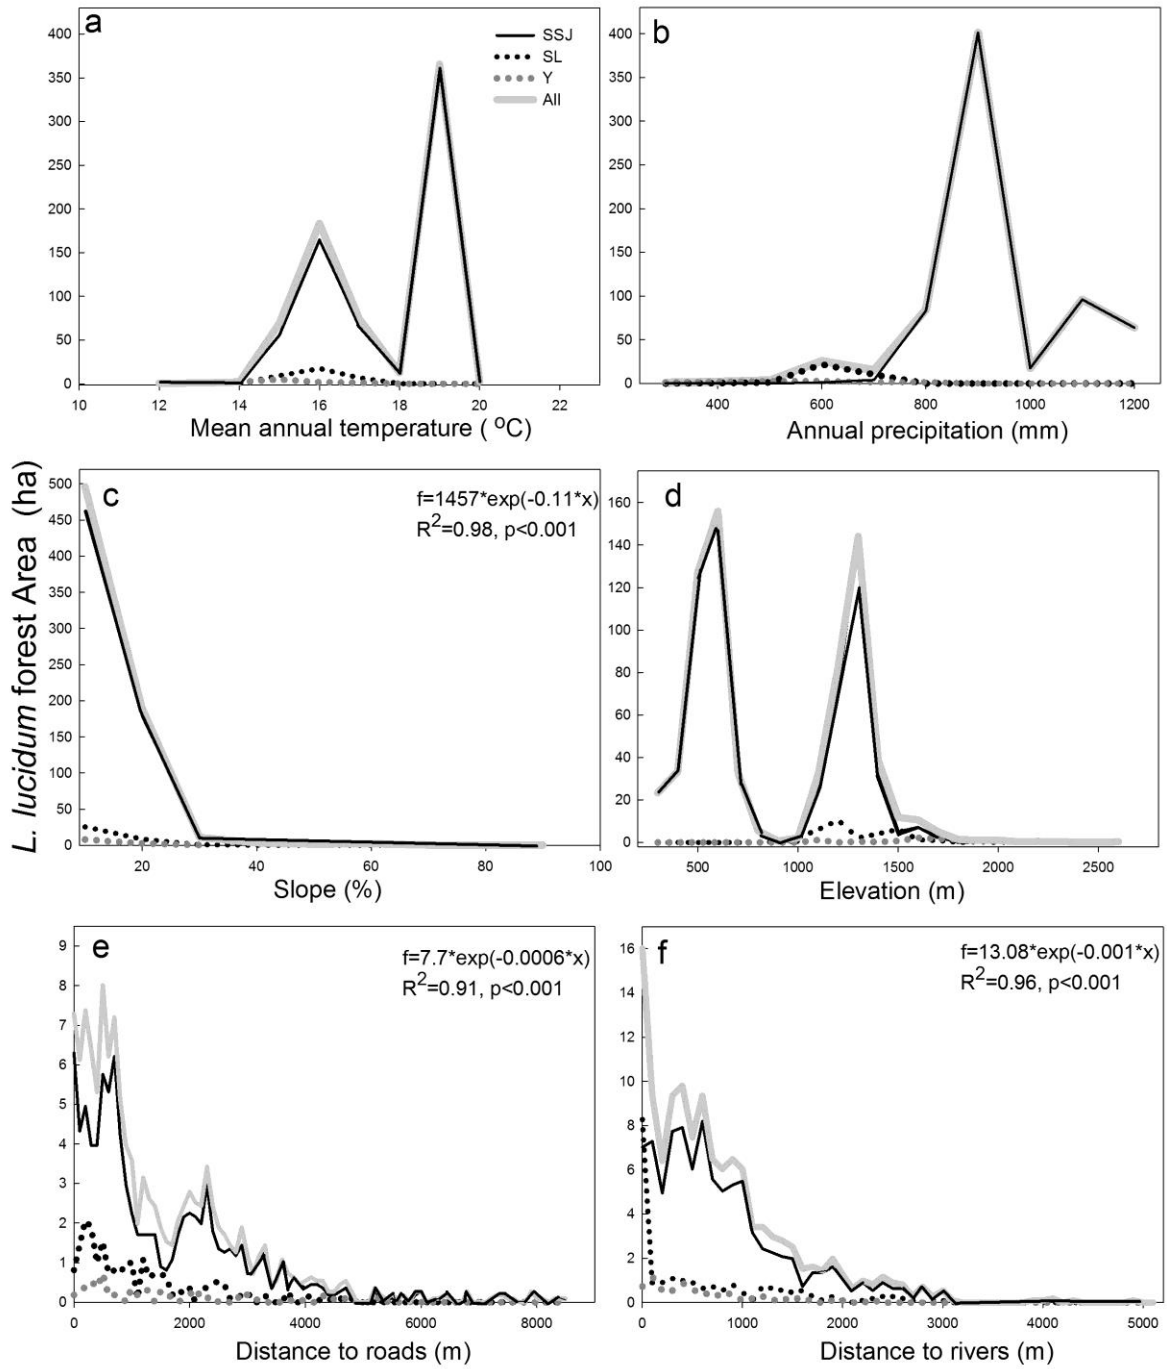 a
400
350
300
250
200
150
100
50
0
10 12 14 16 18 20 22
Mean annual temperature ( ºC)
SSJ
SL
Y
All
b
400
350
300
250
200
150
100
50
0
400 600 800 1000 1200
Annual precipitation (mm)
L. lucidum forest Area (ha)
c
f=1457*exp(-0.11*x)
R2=0.98, p<0.001
500
450
400
350
300
250
200
150
100
50
0
20 40 60 80 100
Slope (%)
d
160
140
120
100
80
60
40
20
0
500 1000 1500 2000 2500
Elevation (m)
e
f=7.7*exp(-0.0006*x)
R2=0.91, p<0.001
9
8
7
6
5
4
3
2
1
0
0 2000 4000 6000 8000
Distance to roads (m)
f
f=13.08*exp(-0.001*x)
R2=0.96, p<0.001
16
14
12
10
8
6
4
2
0
0 1000 2000 3000 4000 5000
Distance to rivers (m)